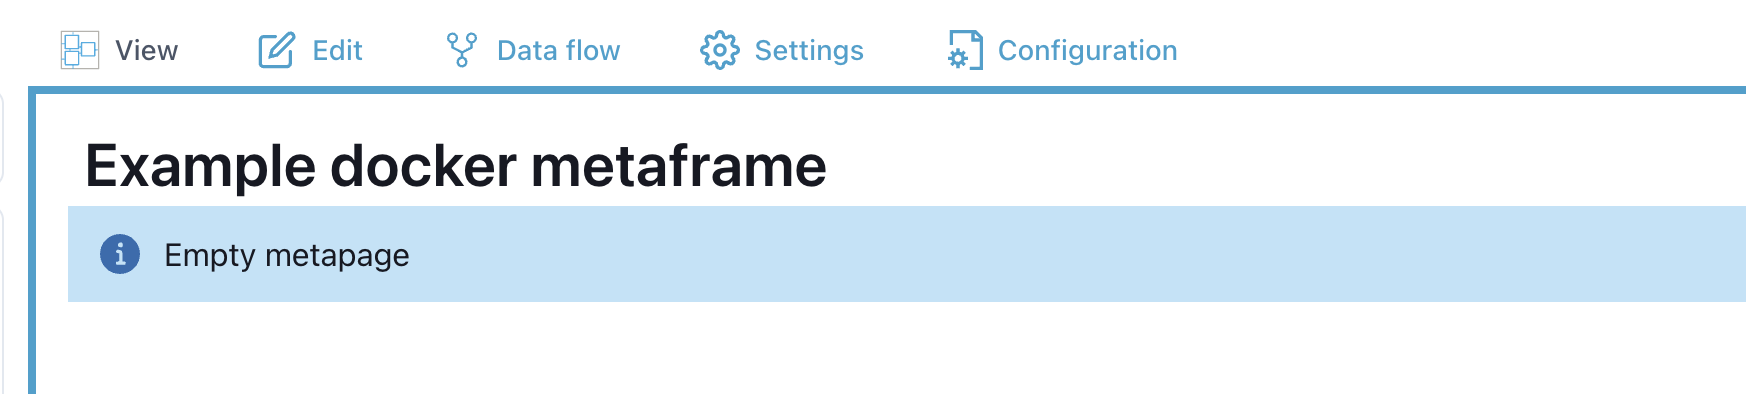 View Edit Data flow Settings Configuration
Example docker metaframe
Empty metapage